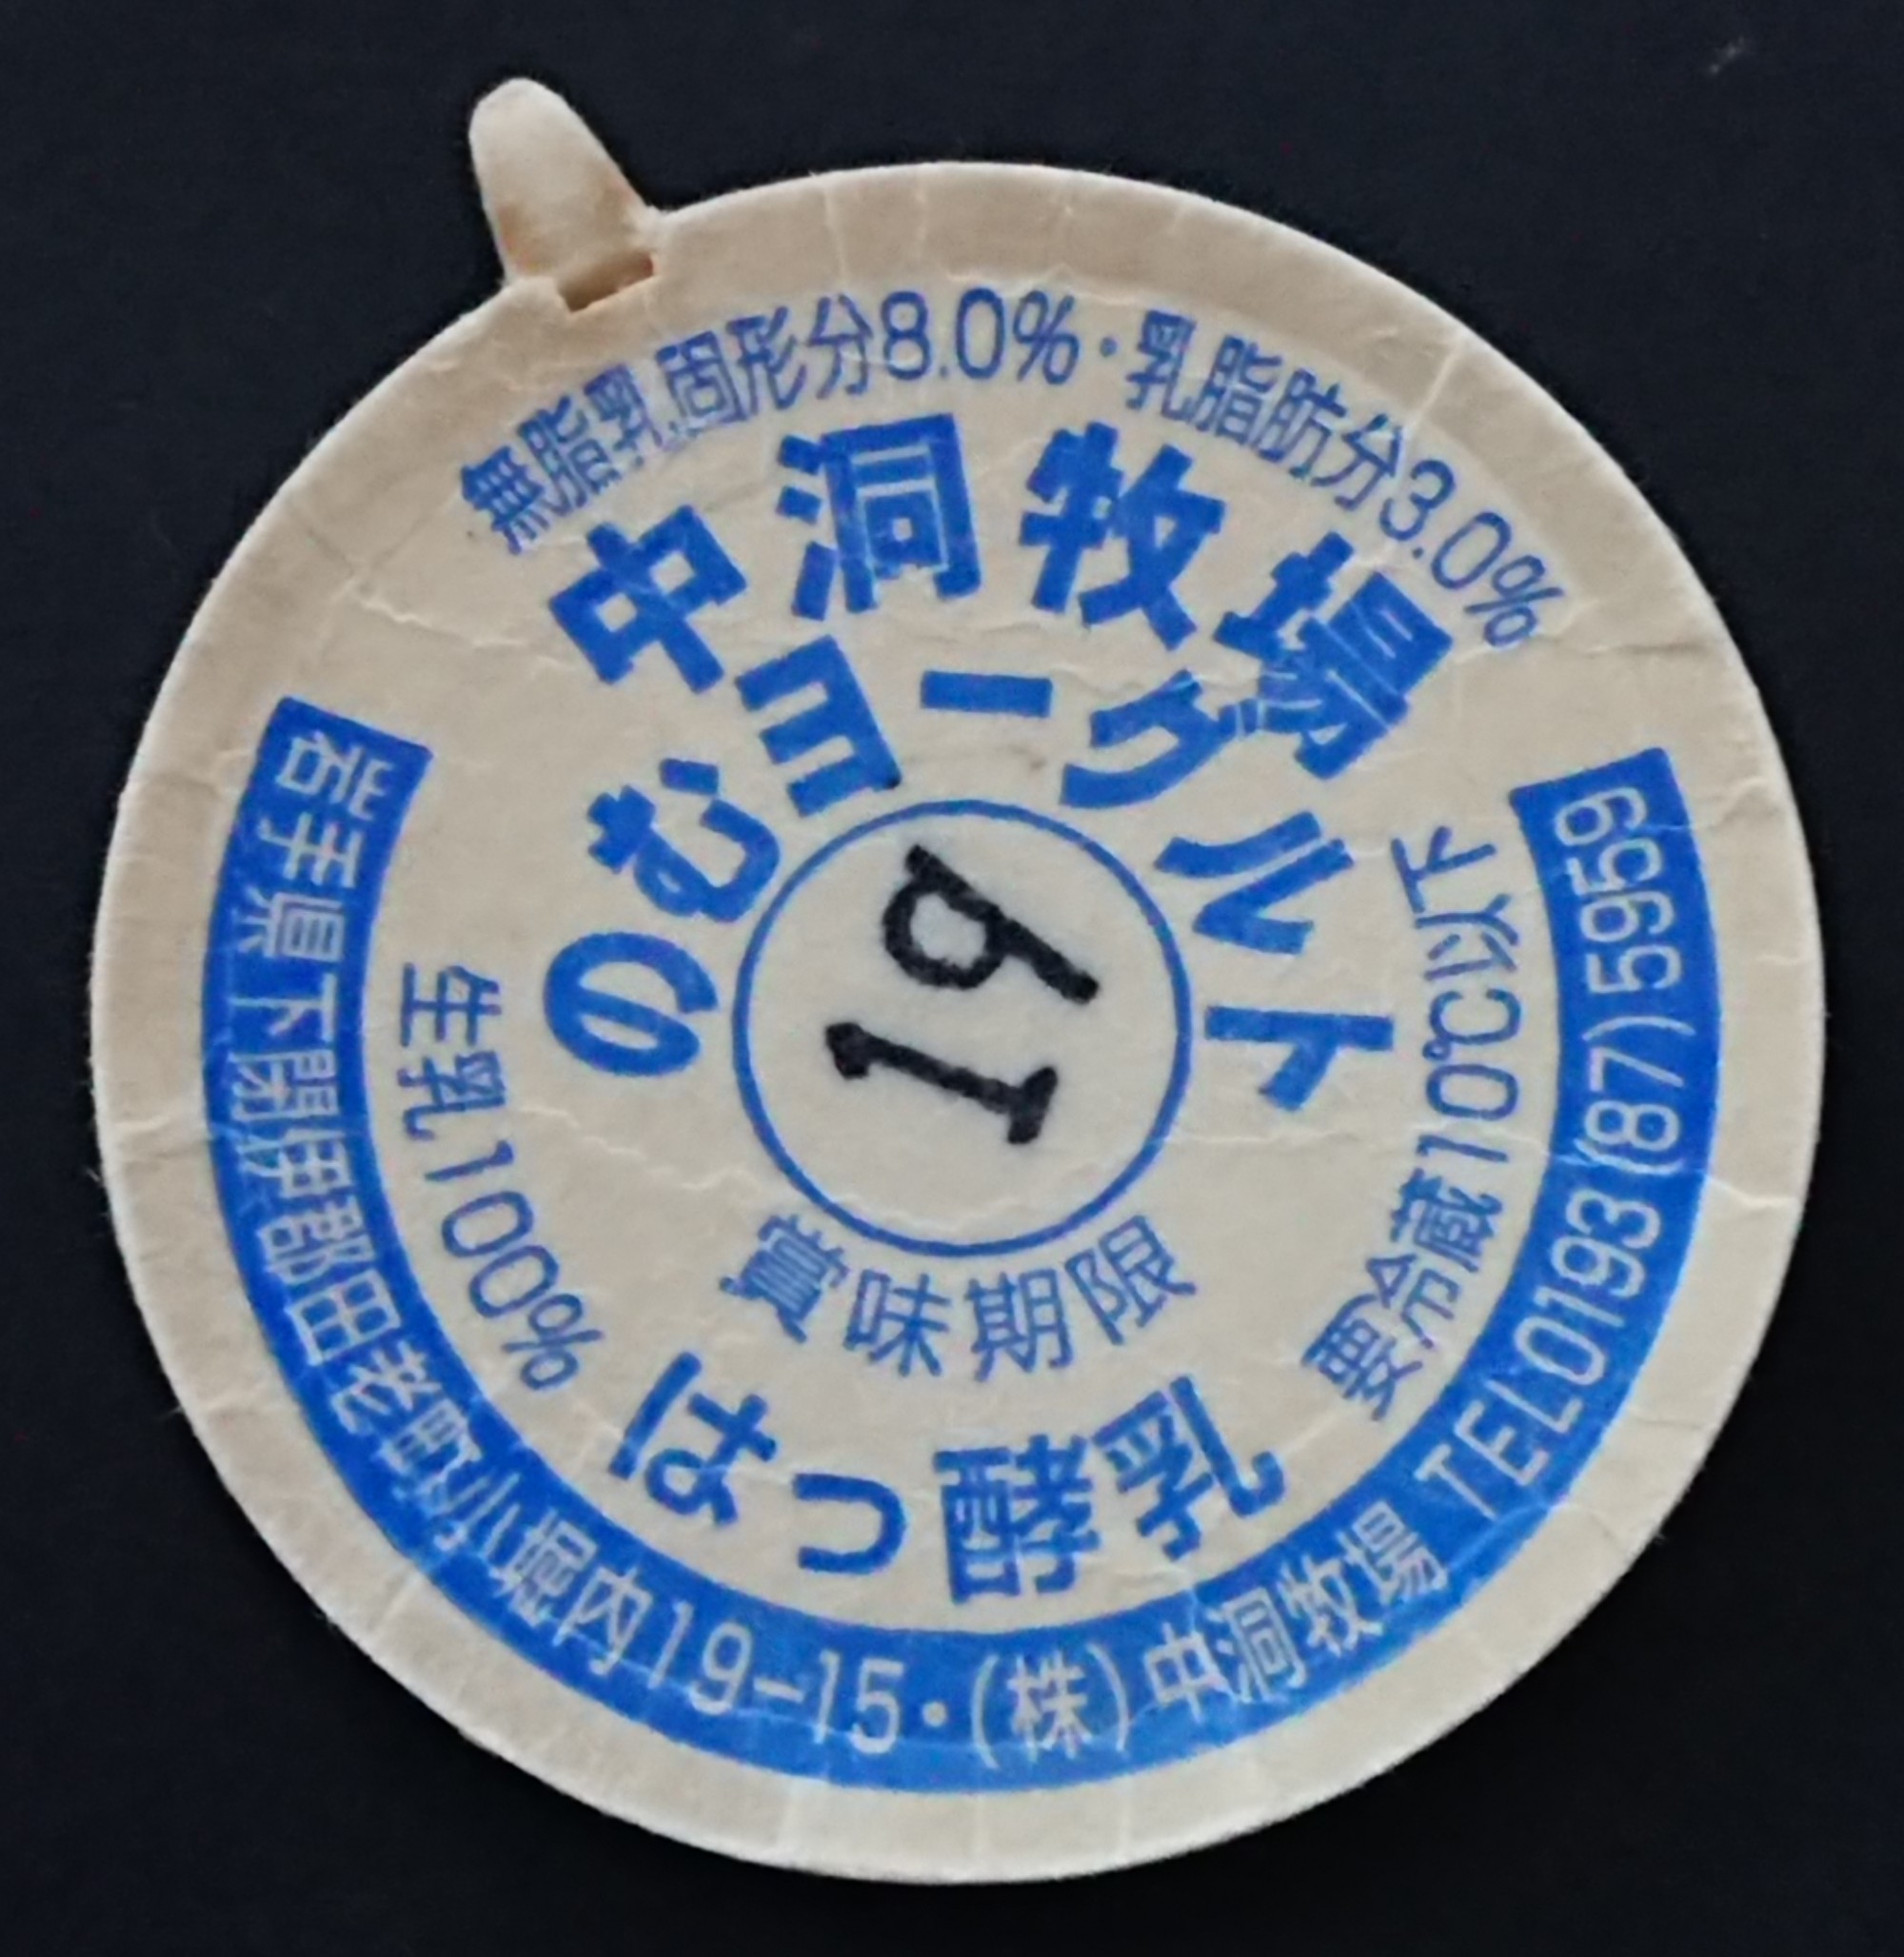 無脂乳固形分8.0%・乳脂肪分3.0%
中洞牧場
のむヨーグルト
19
賞味期限
生乳100%
要冷蔵10℃以下
はっ酵乳
岩手県下閉伊郡田老町小堀内19-15・(株)中洞牧場 TEL0193(87)5959